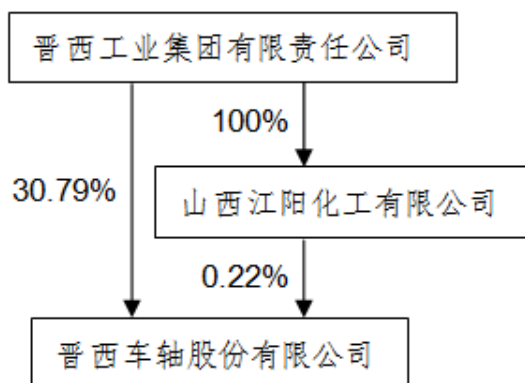 晋西工业集团有限责任公司
100%
30.79%
山西江阳化工有限公司
0.22%
晋西车轴股份有限公司